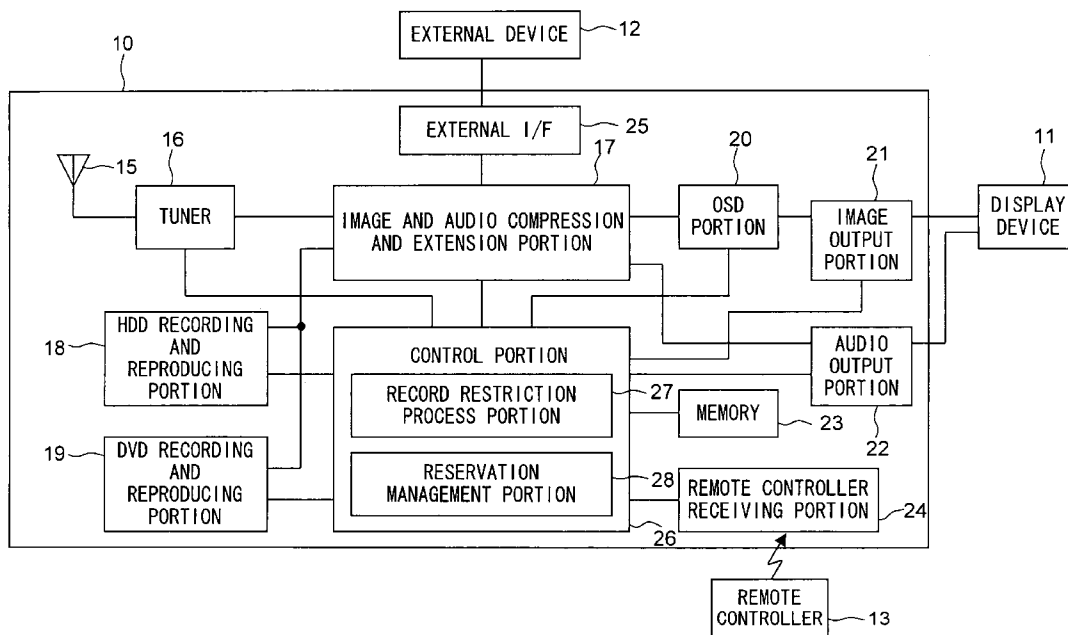 EXTERNAL DEVICE
12
10
EXTERNAL I/F
25
15
16
TUNER
17
IMAGE AND AUDIO COMPRESSION
AND EXTENSION PORTION
20
OSD
PORTION
21
IMAGE
OUTPUT
PORTION
11
DISPLAY
DEVICE
18
HDD RECORDING
AND
REPRODUCING
PORTION
CONTROL PORTION
RECORD RESTRICTION
PROCESS PORTION
27
MEMORY
23
AUDIO
OUTPUT
PORTION
22
19
DVD RECORDING
AND
REPRODUCING
PORTION
RESERVATION
MANAGEMENT PORTION
28
26
REMOTE CONTROLLER
RECEIVING PORTION
24
REMOTE
CONTROLLER
13